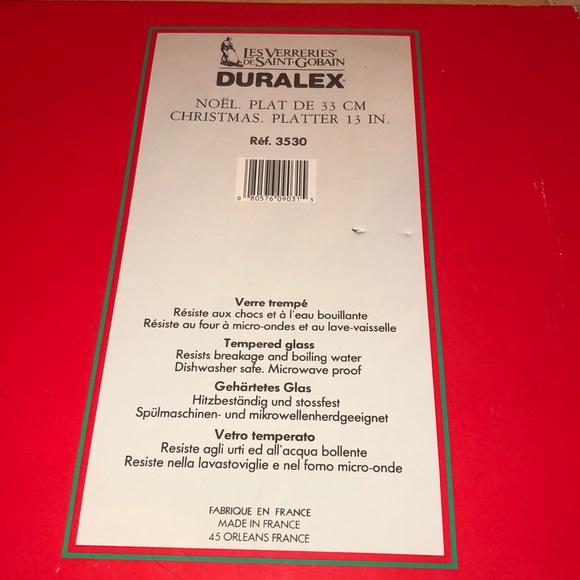 LES VERRERIES
DE SAINT-GOBAIN
DURALEX
NOËL. PLAT DE 33 CM
CHRISTMAS. PLATTER 13 IN.
Réf. 3530
0 80576 09031 5
Verre trempé
Résiste aux chocs et à l'eau bouillante
Résiste au four à micro-ondes et au lave-vaisselle
Tempered glass
Resists breakage and boiling water
Dishwasher safe. Microwave proof
Gehärtetes Glas
Hitzbeständig und stossfest
Spülmaschinen- und mikrowellenherdgeeignet
Vetro temperato
Resiste agli urti ed all'acqua bollente
Resiste nella lavastoviglie e nel forno micro-onde
FABRIQUE EN FRANCE
MADE IN FRANCE
45 ORLEANS FRANCE